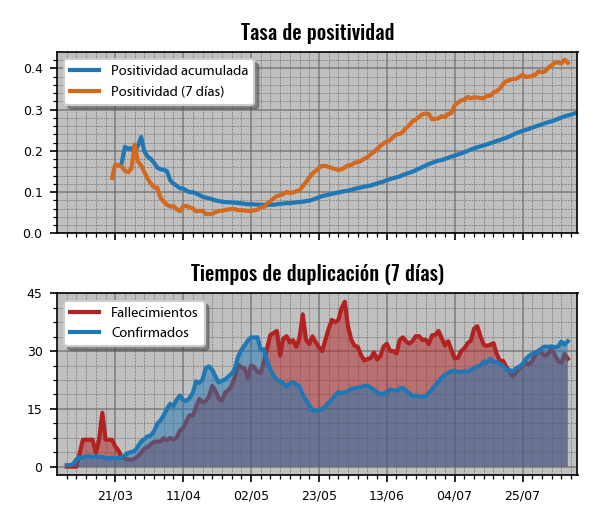 Tasa de positividad
0.4
0.3
0.2
0.1
0.0
Positividad acumulada
Positividad (7 días)
Tiempos de duplicación (7 días)
45
30
15
0
Fallecimientos
Confirmados
21/03 11/04 02/05 23/05 13/06 04/07 25/07